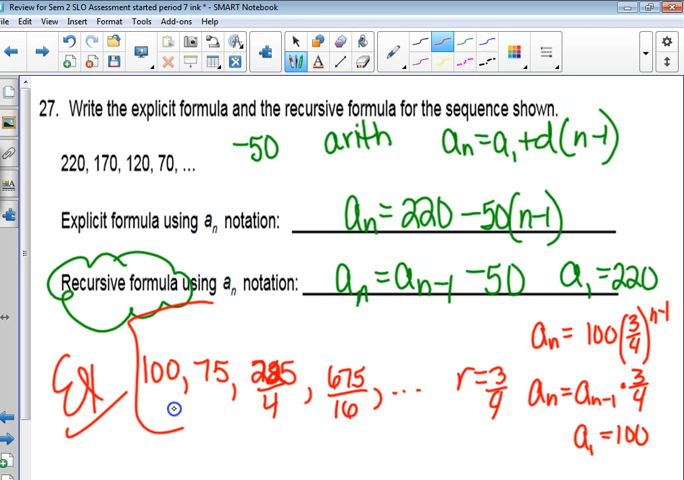 Review for Sem 2 SLO Assessment started period 7 ink * - SMART Notebook
File Edit View Insert Format Tools Add-ons Help
27. Write the explicit formula and the recursive formula for the sequence shown.
-50 arith aₙ = a₁ + d(n-1)
220, 170, 120, 70, ...
Explicit formula using aₙ notation: aₙ = 220 - 50(n-1)
Recursive formula using aₙ notation: aₙ = aₙ₋₁ - 50 a₁ = 220
aₙ = 100(3/4)ⁿ⁻¹
Ex 100, 75, 225/4, 675/16, ... r = 3/4 aₙ = aₙ₋₁ · 3/4
a₁ = 100